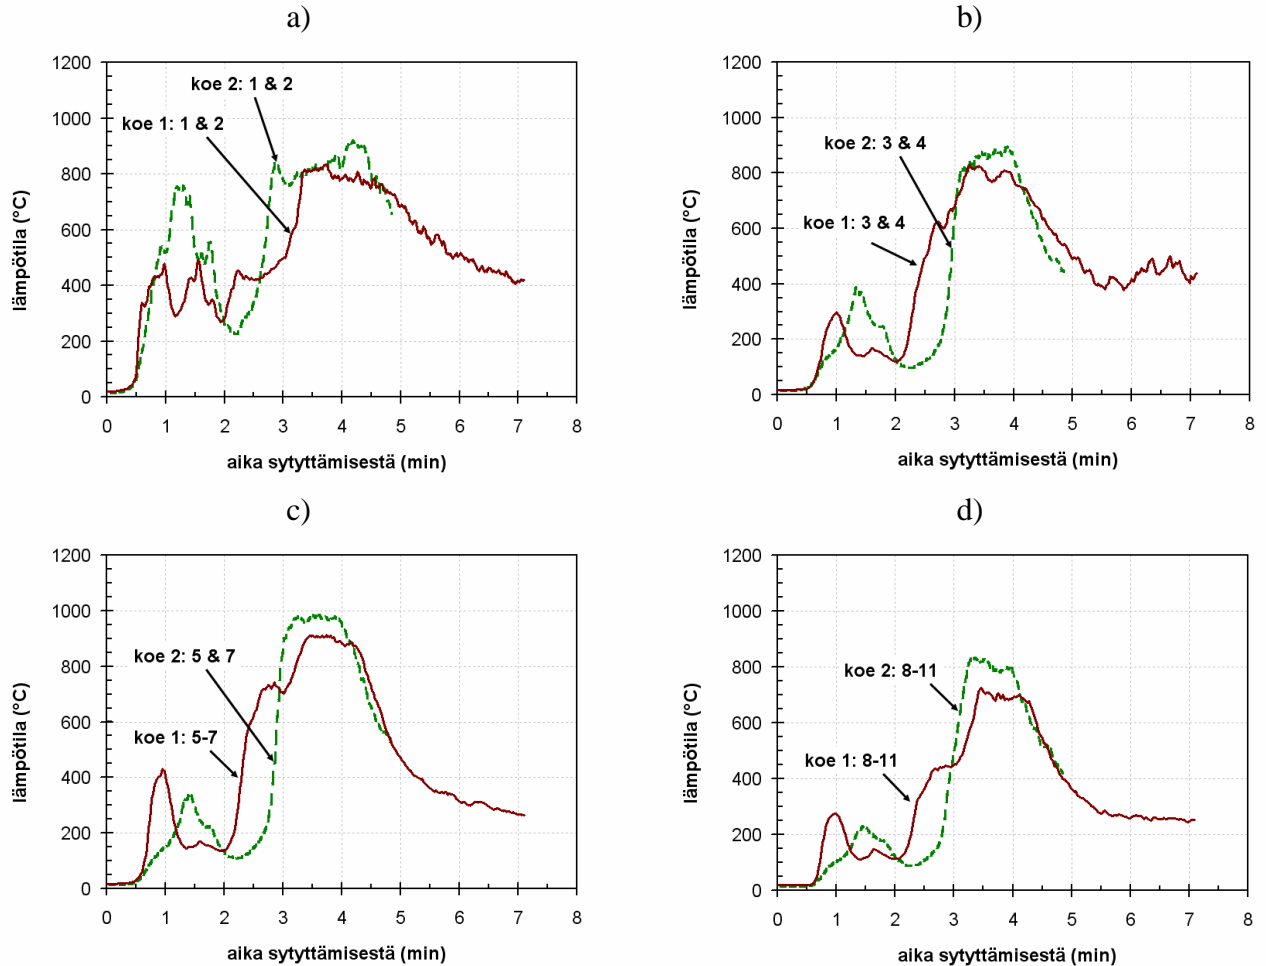 a)
1200
1000
800
600
400
200
0
lämpötila (°C)
koe 2: 1 & 2
koe 1: 1 & 2
0 1 2 3 4 5 6 7 8
aika sytyttämisestä (min)
b)
1200
1000
800
600
400
200
0
lämpötila (°C)
koe 2: 3 & 4
koe 1: 3 & 4
0 1 2 3 4 5 6 7 8
aika sytyttämisestä (min)
c)
1200
1000
800
600
400
200
0
lämpötila (°C)
koe 2: 5 & 7
koe 1: 5-7
0 1 2 3 4 5 6 7 8
aika sytyttämisestä (min)
d)
1200
1000
800
600
400
200
0
lämpötila (°C)
koe 2: 8-11
koe 1: 8-11
0 1 2 3 4 5 6 7 8
aika sytyttämisestä (min)